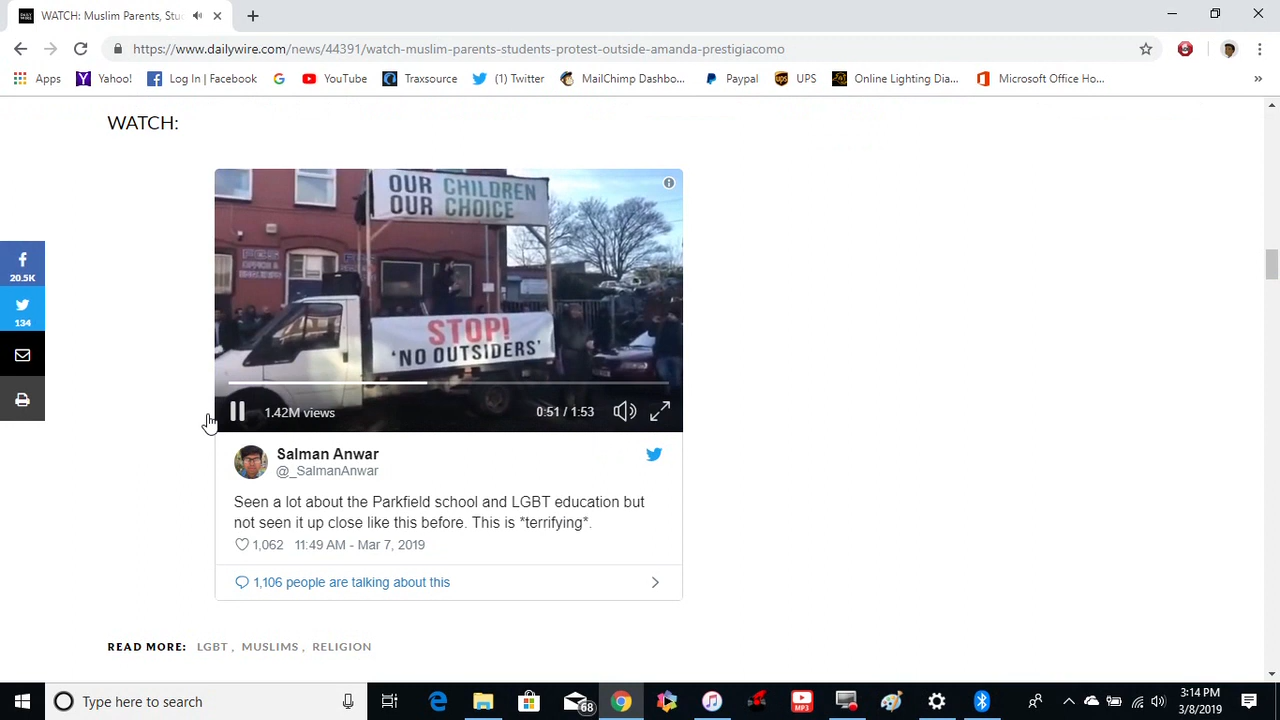 DAILY WIRE
WATCH: Muslim Parents, Stu
https://www.dailywire.com/news/44391/watch-muslim-parents-students-protest-outside-amanda-prestigiacomo
Apps Yahoo! Log In | Facebook YouTube Traxsource (1) Twitter MailChimp Dashbo... Paypal UPS Online Lighting Dia... Microsoft Office Ho... »
WATCH:
OUR CHILDREN
OUR CHOICE
STOP!
'NO OUTSIDERS'
20.5K
134
1.42M views 0:51 / 1:53
Salman Anwar
@_SalmanAnwar
Seen a lot about the Parkfield school and LGBT education but
not seen it up close like this before. This is *terrifying*.
1,062 11:49 AM - Mar 7, 2019
1,106 people are talking about this
READ MORE: LGBT , MUSLIMS , RELIGION
Type here to search
68
MP3
3:14 PM
3/8/2019